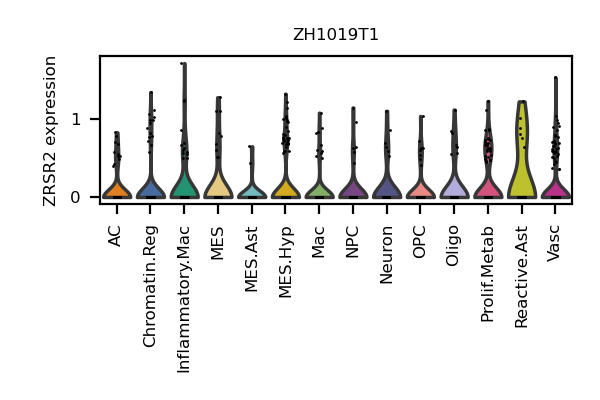 ZH1019T1
ZRSR2 expression
1
0
AC
Chromatin.Reg
Inflammatory.Mac
MES
MES.Ast
MES.Hyp
Mac
NPC
Neuron
OPC
Oligo
Prolif.Metab
Reactive.Ast
Vasc